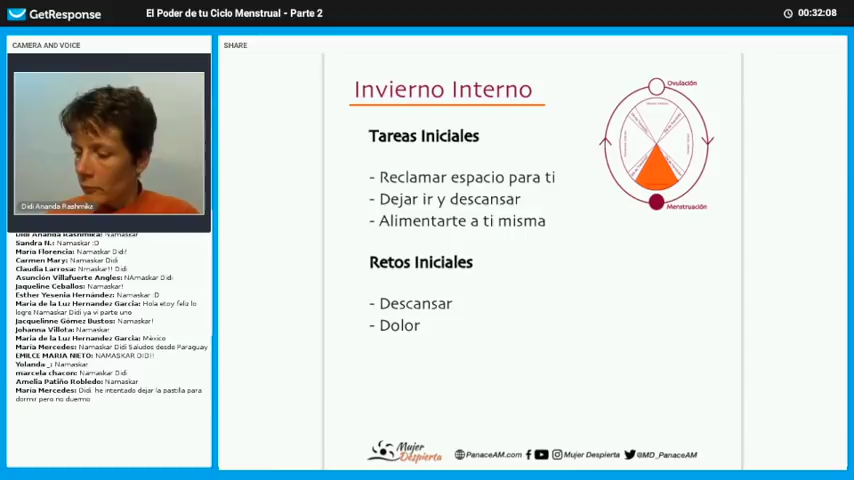 GetResponse
El Poder de tu Ciclo Menstrual - Parte 2
00:32:08
CAMERA AND VOICE
SHARE
Didi Ananda Rashmika
Didi Ananda Rashmika: Namaskar
Sandra N.: Namaskar :D
María Florencia: Namaskar Didi!
Carmen Mary: Namaskar Didi
Claudia Larrosa: Nmaskar!! Didi
Asunción Villafuerte Angles: NAmaskar Didi
Jaqueline Ceballos: Namaskar!
Esther Yesenia Hernández: Namaskar :D
Maria de la Luz Hernandez Garcia: Hola etoy feliz lo
logre Namaskar Didi ya vi parte uno
Jacquelinne Gómez Bustos: Namaskar!
Johanna Villota: Namaskar
Maria de la Luz Hernandez Garcia: México
María Mercedes: Namaskar Didi Saludos desde Paraguay
EMILCE MARIA NIETO: NAMASKAR DIDI!!
Yolanda _: Namaskar
marcela chacon: Namaskar Didi
Amelia Patiño Robledo: Namaskar
María Mercedes: Didi, he intentado dejar la pastilla para
dormir pero no duermo
Invierno Interno
Tareas Iniciales
- Reclamar espacio para ti
- Dejar ir y descansar
- Alimentarte a ti misma
Retos Iniciales
- Descansar
- Dolor
Ovulación
Menstruación
Mujer
Despierta
PanaceAM.com
Mujer Despierta
@MD_PanaceAM